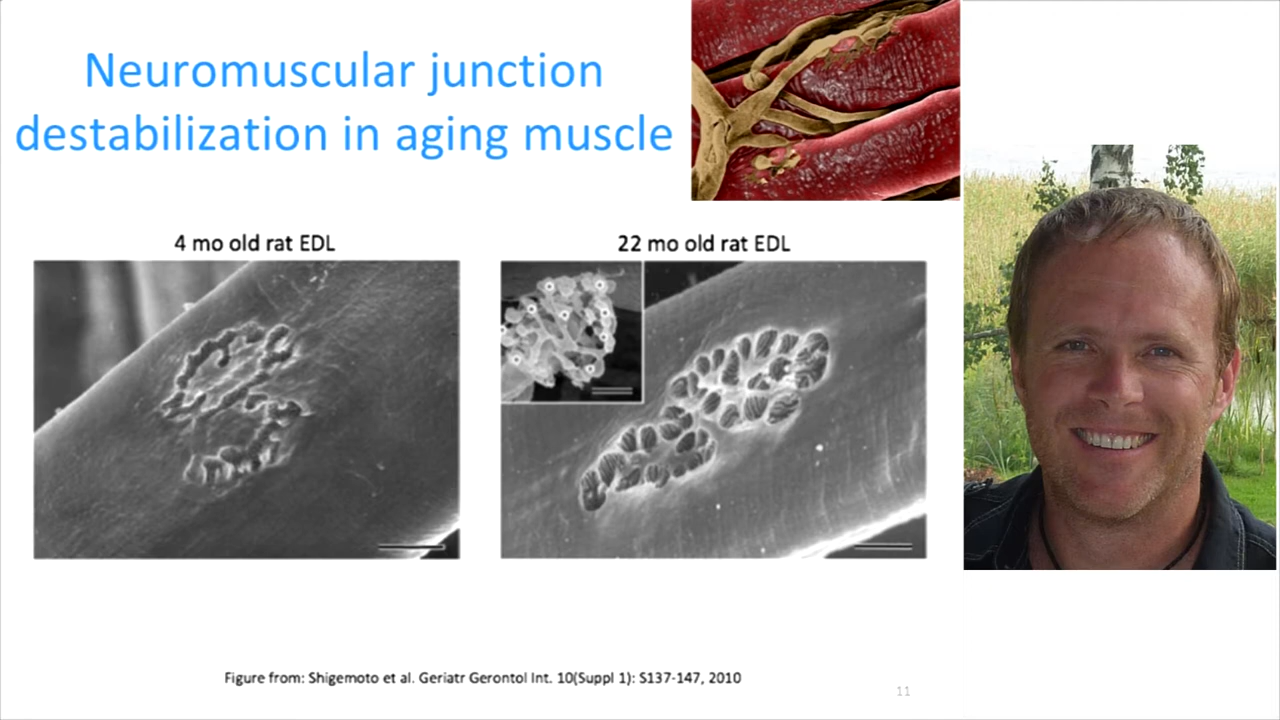 Neuromuscular junction
destabilization in aging muscle
4 mo old rat EDL
22 mo old rat EDL
Figure from: Shigemoto et al. Geriatr Gerontol Int. 10(Suppl 1): S137-147, 2010
11